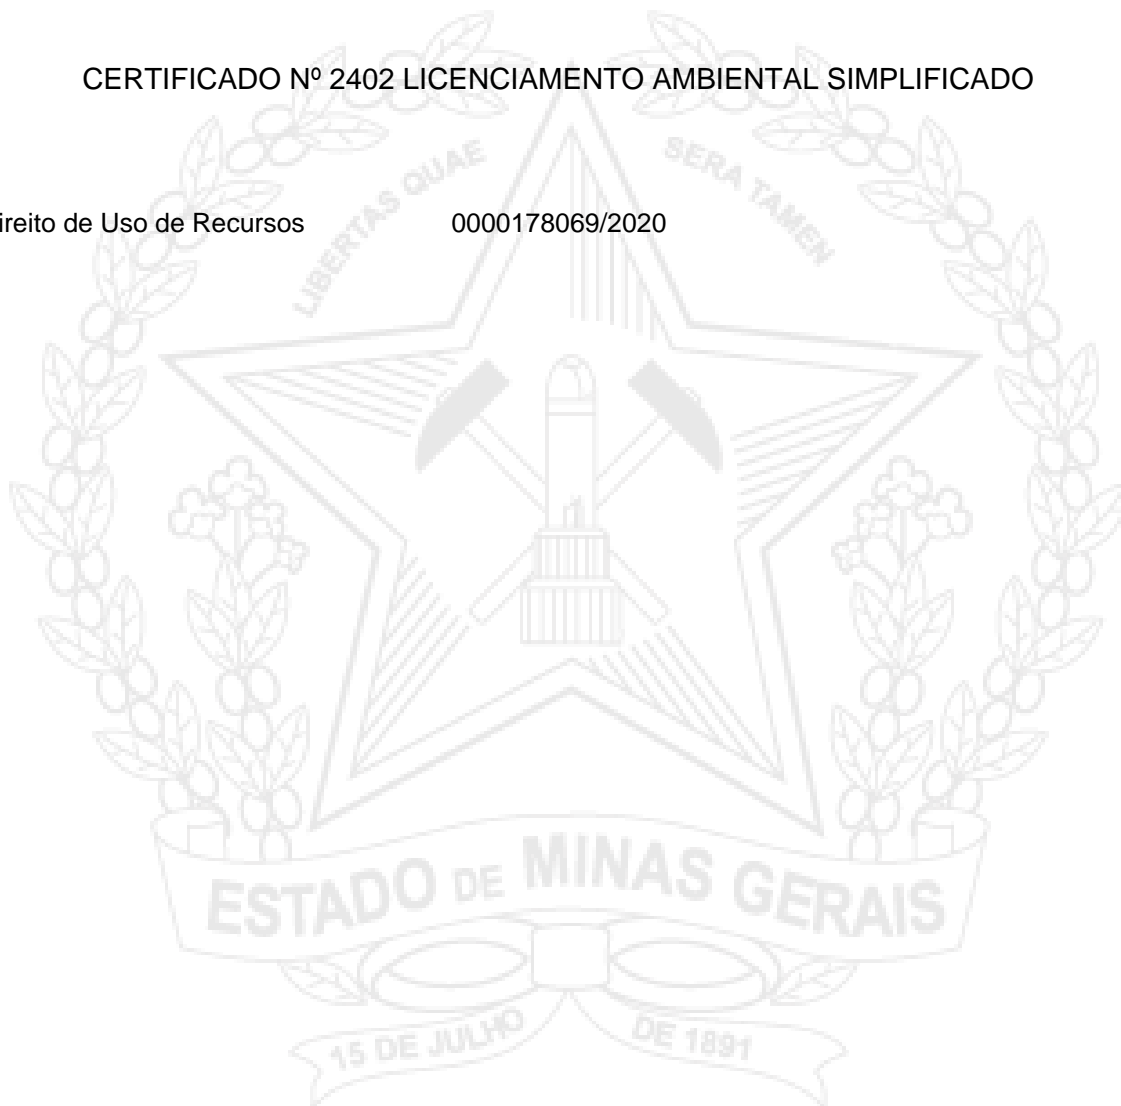 CERTIFICADO Nº 2402 LICENCIAMENTO AMBIENTAL SIMPLIFICADO
LIBERTAS QUAE SERA TAMEN
ireito de Uso de Recursos 0000178069/2020
ESTADO DE MINAS GERAIS
15 DE JULHO DE 1891